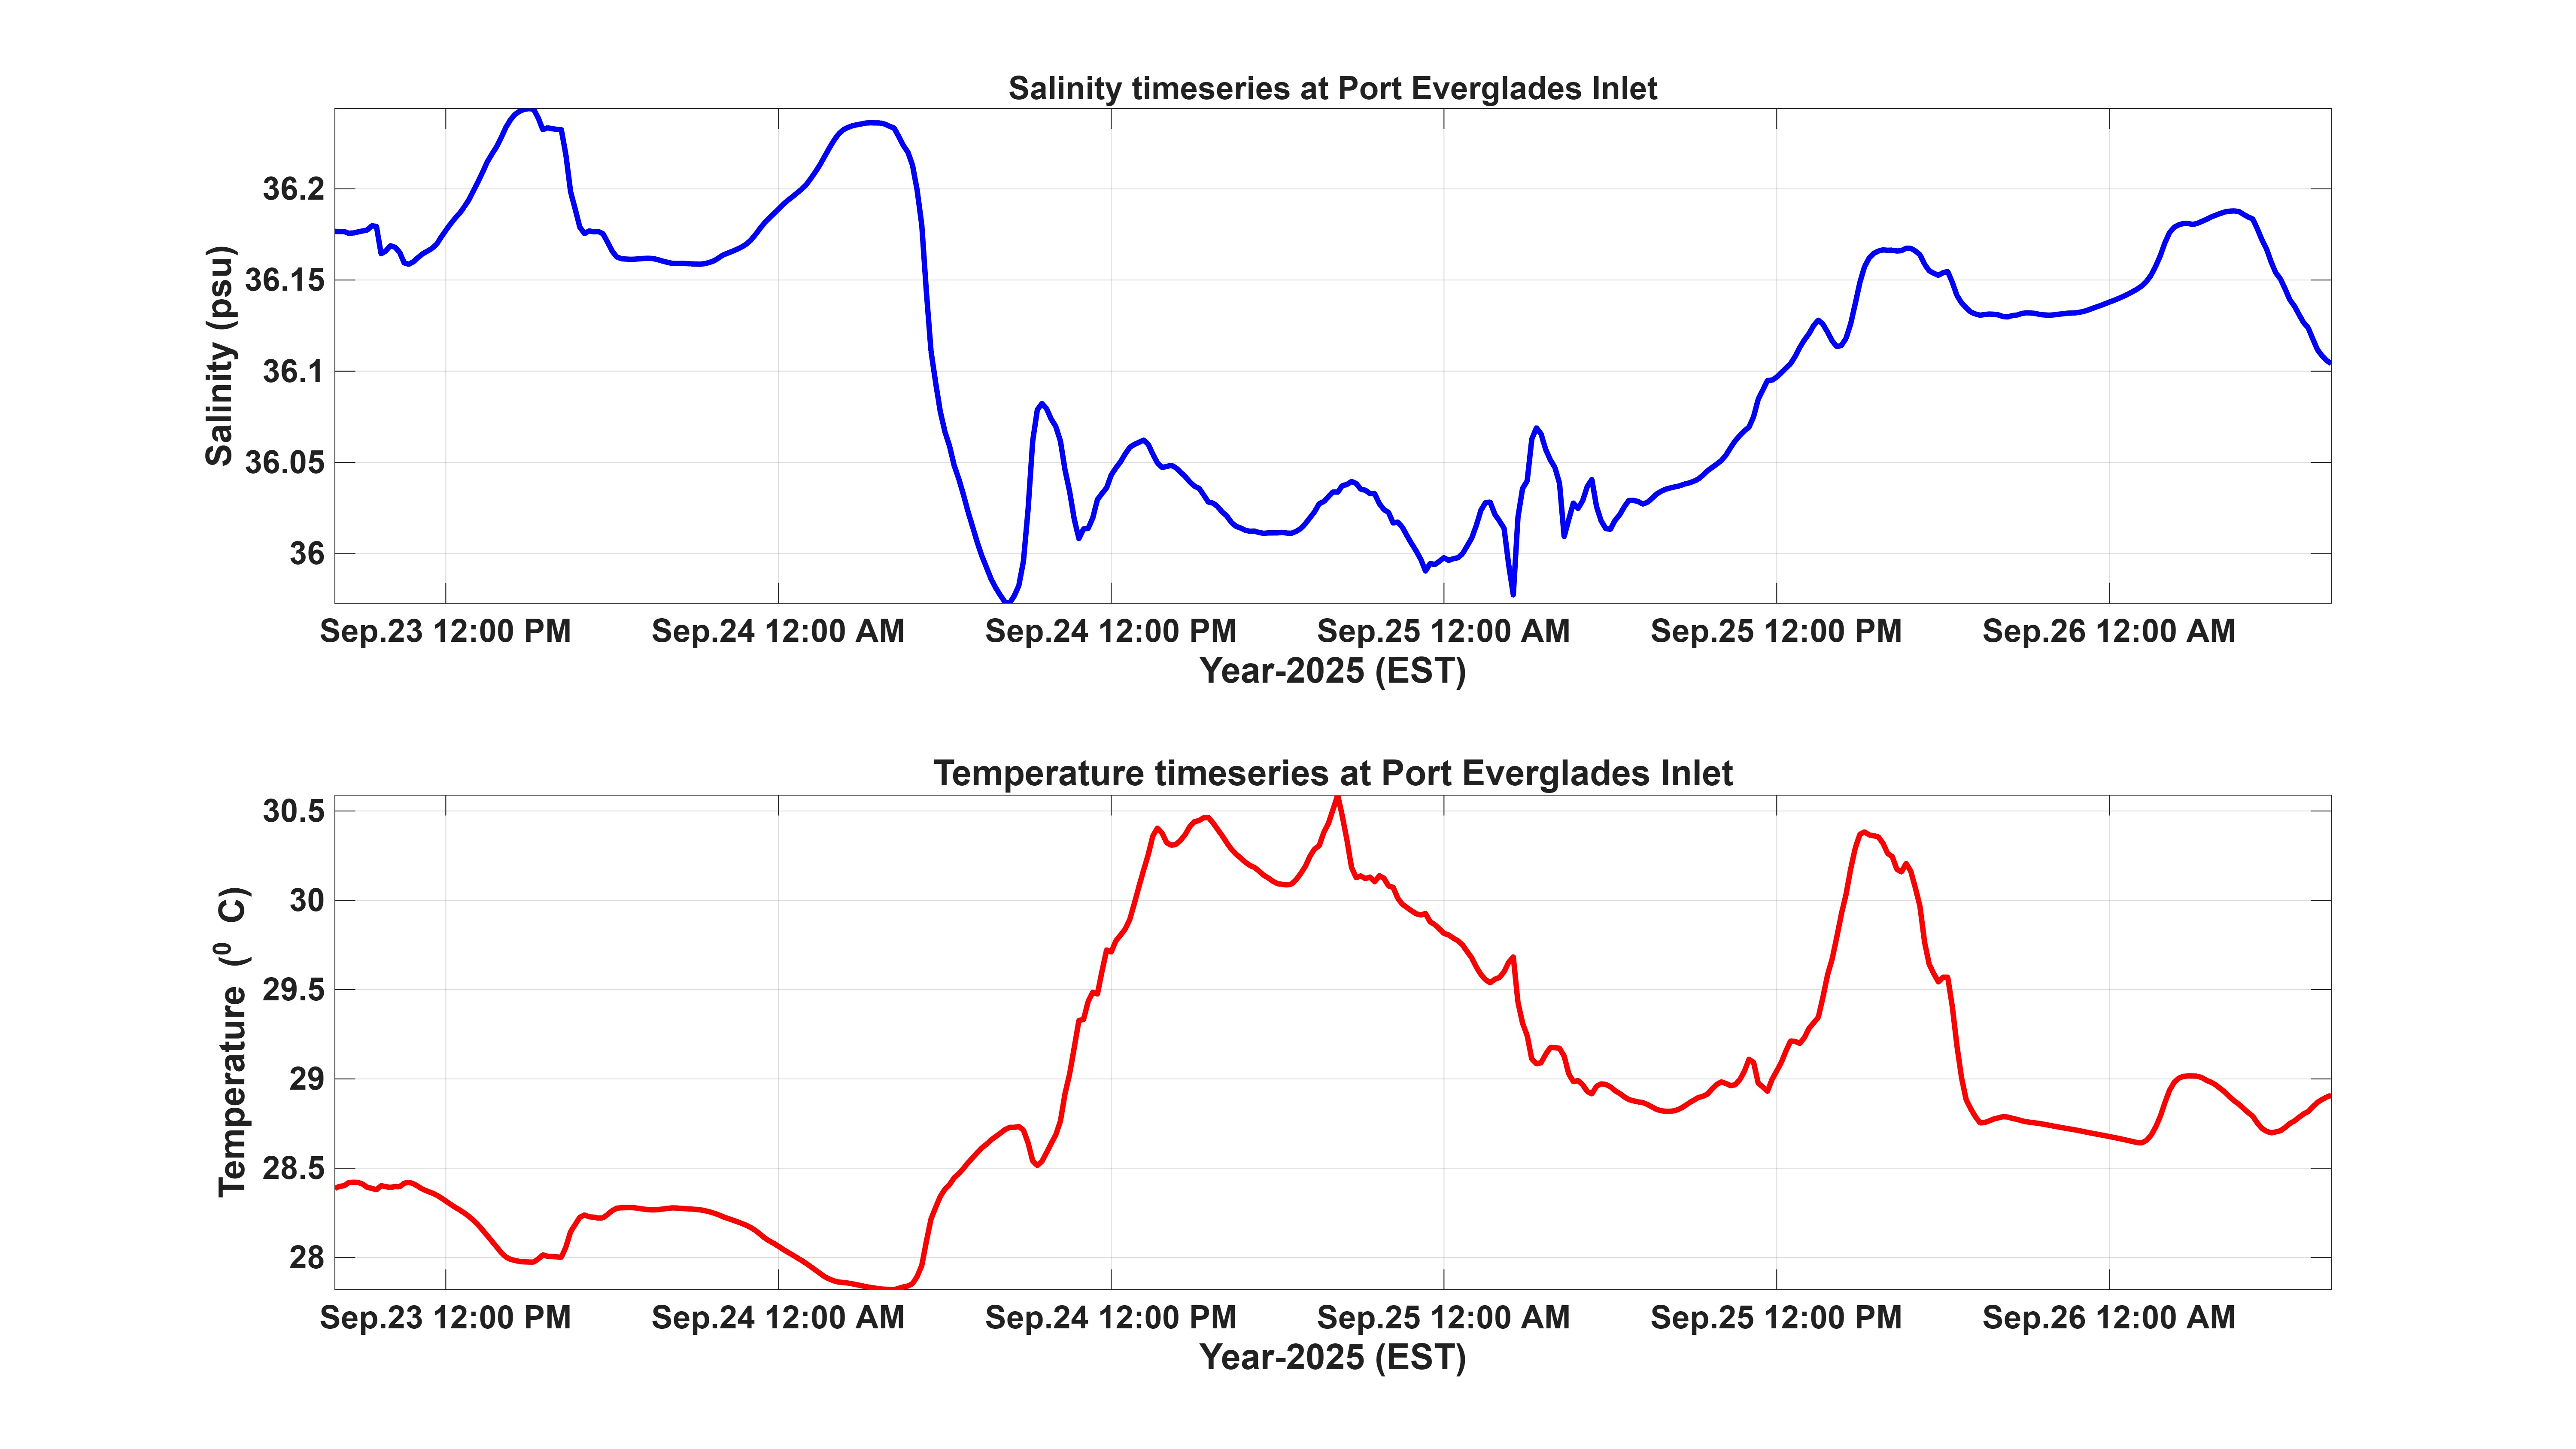 Salinity timeseries at Port Everglades Inlet
Salinity (psu)
36.2
36.15
36.1
36.05
36
Sep.23 12:00 PM Sep.24 12:00 AM Sep.24 12:00 PM Sep.25 12:00 AM Sep.25 12:00 PM Sep.26 12:00 AM
Year-2025 (EST)
Temperature timeseries at Port Everglades Inlet
Temperature (⁰ C)
30.5
30
29.5
29
28.5
28
Sep.23 12:00 PM Sep.24 12:00 AM Sep.24 12:00 PM Sep.25 12:00 AM Sep.25 12:00 PM Sep.26 12:00 AM
Year-2025 (EST)